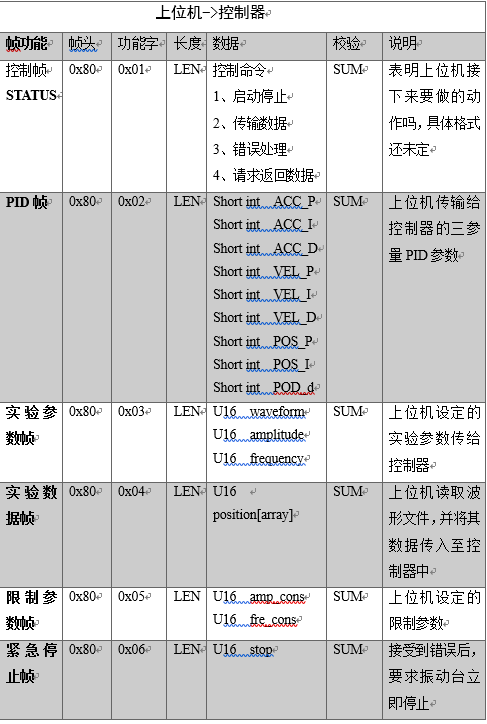 上位机->控制器
帧功能 帧头 功能字 长度 数据 校验 说明
控制帧 0x80 0x01 LEN 控制命令 SUM 表明上位机接
STATUS 1、启动停止 下来要做的动
2、传输数据 作吗，具体格式
3、错误处理 还未定
4、请求返回数据
PID 帧 0x80 0x02 LEN Short int ACC_P SUM 上位机传输给
Short int ACC_I 控制器的三参
Short int ACC_D 量 PID 参数
Short int VEL_P
Short int VEL_I
Short int VEL_D
Short int POS_P
Short int POS_I
Short int POD_d
实验参 0x80 0x03 LEN U16 waveform SUM 上位机设定的
数帧 U16 amplitude 实验参数传给
U16 frequency 控制器
实验数 0x80 0x04 LEN U16 SUM 上位机读取波
据帧 position[array] 形文件，并将其
数据传入至控
制器中
限制参 0x80 0x05 LEN U16 amp_cons SUM 上位机设定的
数帧 U16 fre_cons 限制参数
紧急停 0x80 0x06 LEN U16 stop SUM 接受到错误后，
止帧 要求振动台立
即停止